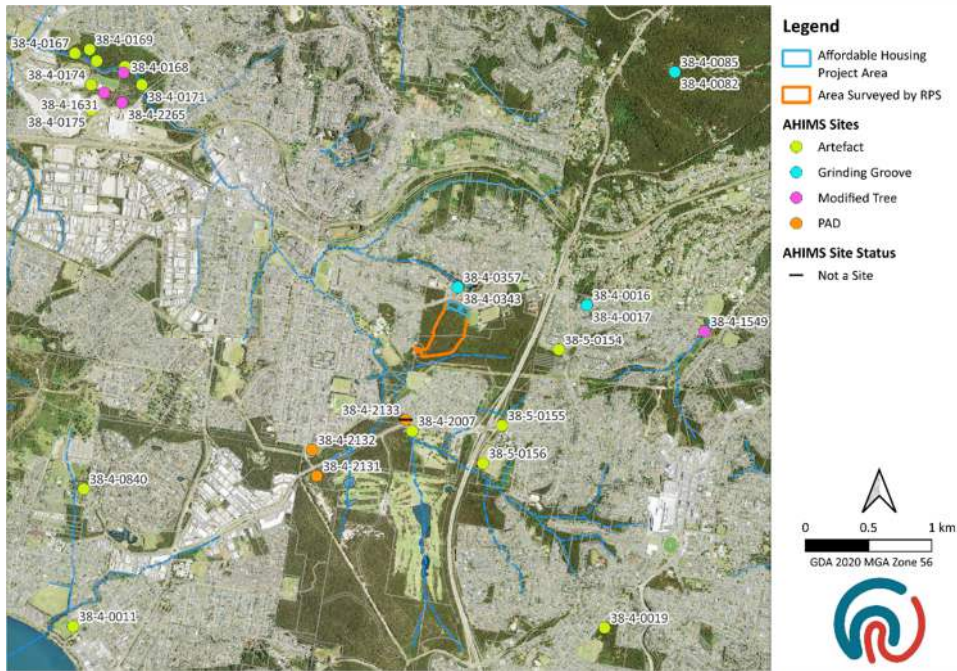 38-4-0167
38-4-0169
38-4-0174
38-4-0168
38-4-1631
38-4-0171
38-4-0175
38-4-2265
38-4-0085
38-4-0082
38-4-0357
38-4-0343
38-4-0016
38-4-0017
38-4-1549
38-5-0154
38-4-2133
38-4-2007
38-5-0155
38-4-2132
38-5-0156
38-4-2131
38-4-0840
38-4-0011
38-4-0019
Legend
Affordable Housing
Project Area
Area Surveyed by RPS
AHIMS Sites
Artefact
Grinding Groove
Modified Tree
PAD
AHIMS Site Status
Not a Site
0 0.5 1 km
GDA 2020 MGA Zone 56